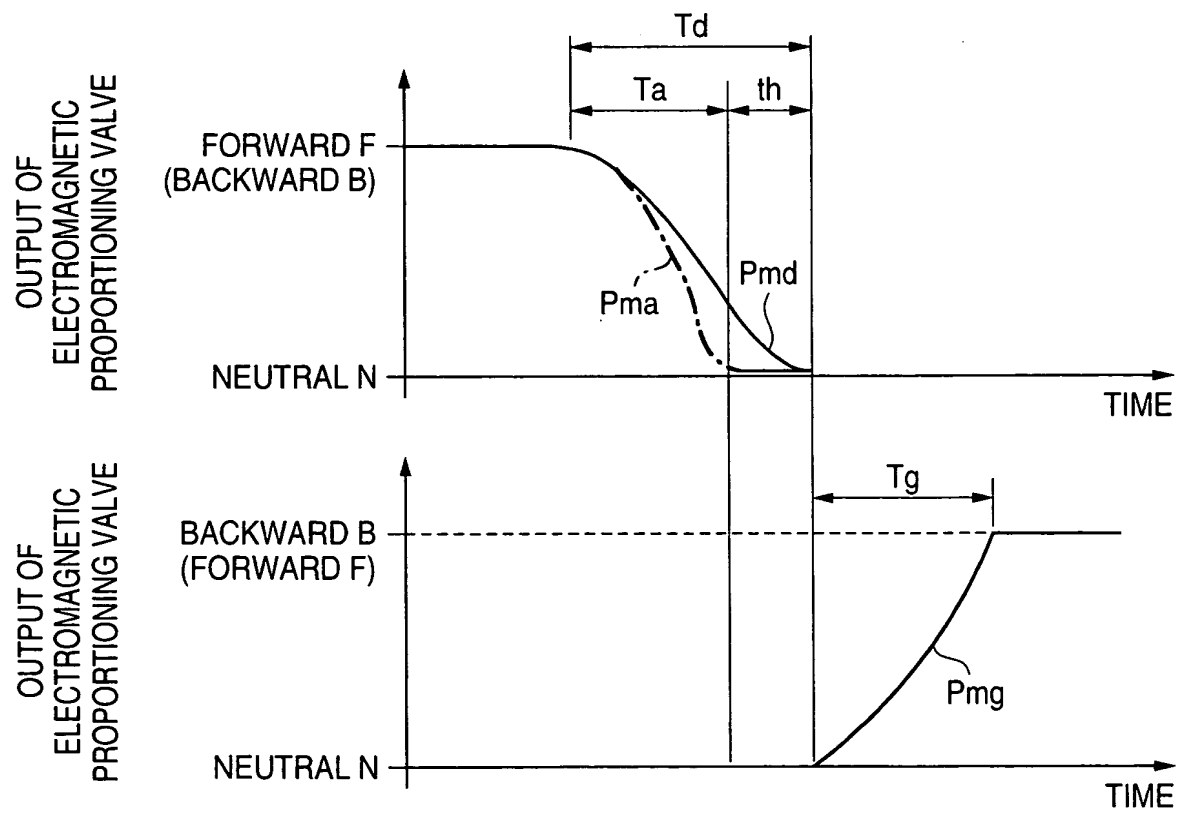 Td
Ta
th
OUTPUT OF
ELECTROMAGNETIC
PROPORTIONING VALVE
FORWARD F
(BACKWARD B)
Pma
Pmd
NEUTRAL N
TIME
OUTPUT OF
ELECTROMAGNETIC
PROPORTIONING VALVE
Tg
BACKWARD B
(FORWARD F)
Pmg
NEUTRAL N
TIME